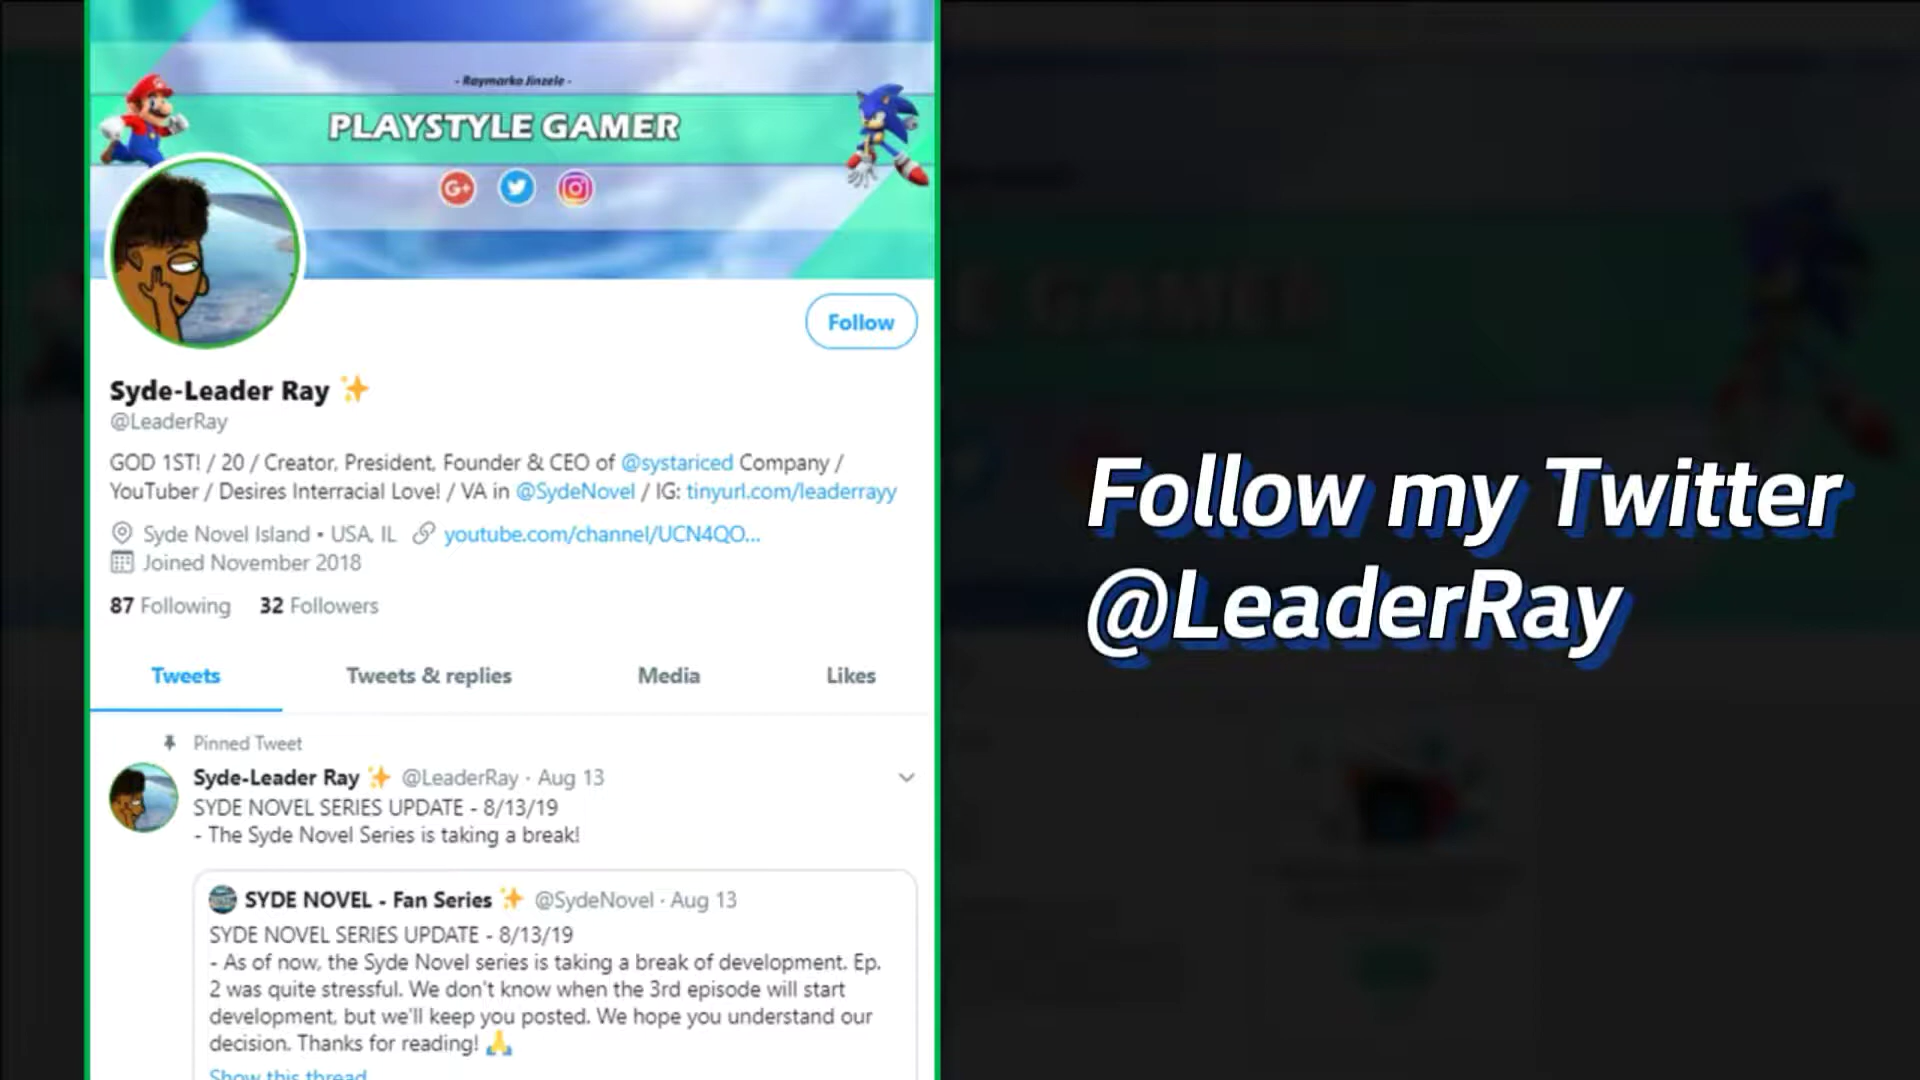 - Raymarko Jinzele -
PLAYSTYLE GAMER
G+
Follow
Syde-Leader Ray ✨
@LeaderRay
GOD 1ST! / 20 / Creator, President, Founder & CEO of @systariced Company /
YouTuber / Desires Interracial Love! / VA in @SydeNovel / IG: tinyurl.com/leaderrayy
Syde Novel Island • USA, IL youtube.com/channel/UCN4QO...
Joined November 2018
87 Following 32 Followers
Tweets Tweets & replies Media Likes
Pinned Tweet
Syde-Leader Ray ✨ @LeaderRay · Aug 13
SYDE NOVEL SERIES UPDATE - 8/13/19
- The Syde Novel Series is taking a break!
SYDE NOVEL - Fan Series ✨ @SydeNovel · Aug 13
SYDE NOVEL SERIES UPDATE - 8/13/19
- As of now, the Syde Novel series is taking a break of development. Ep.
2 was quite stressful. We don't know when the 3rd episode will start
development, but we'll keep you posted. We hope you understand our
decision. Thanks for reading! 🙏
Show this thread
Follow my Twitter
@LeaderRay